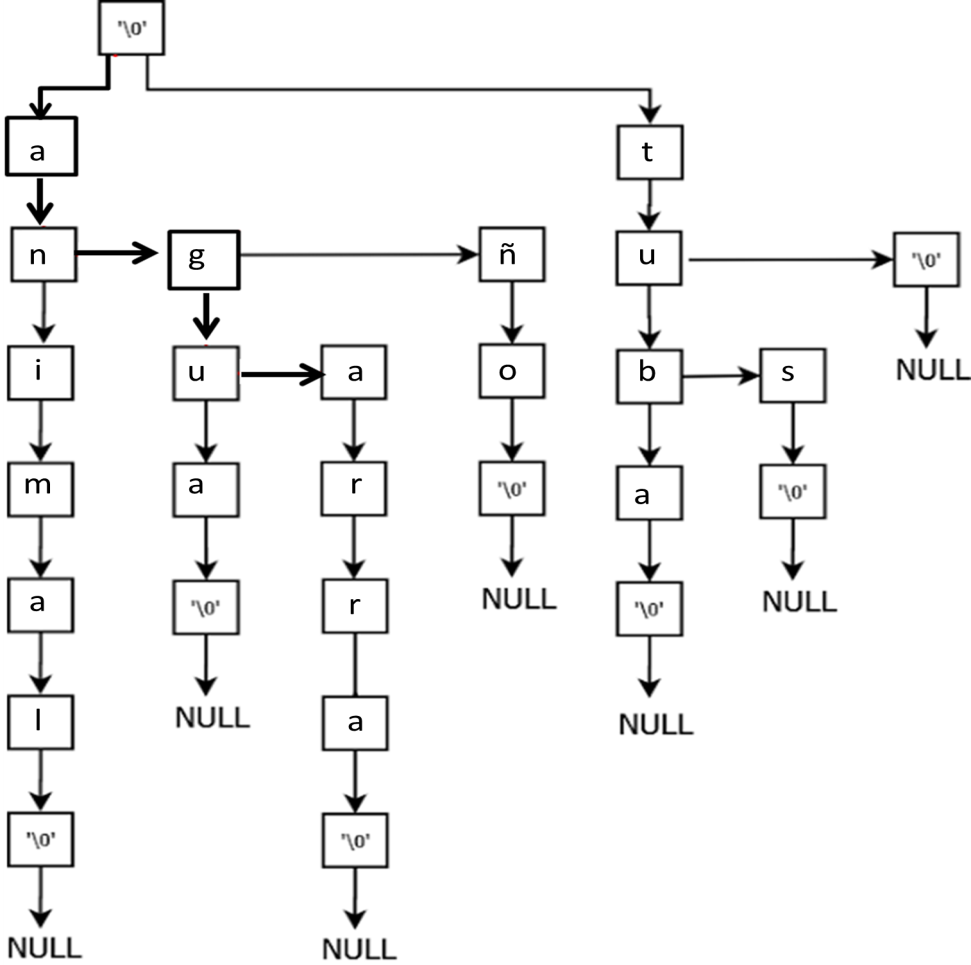 '\0'
a t
n g ñ u '\0'
i u a o b s NULL
m a r '\0' a '\0'
a '\0' r NULL '\0' NULL
l NULL a NULL
'\0' '\0'
NULL NULL